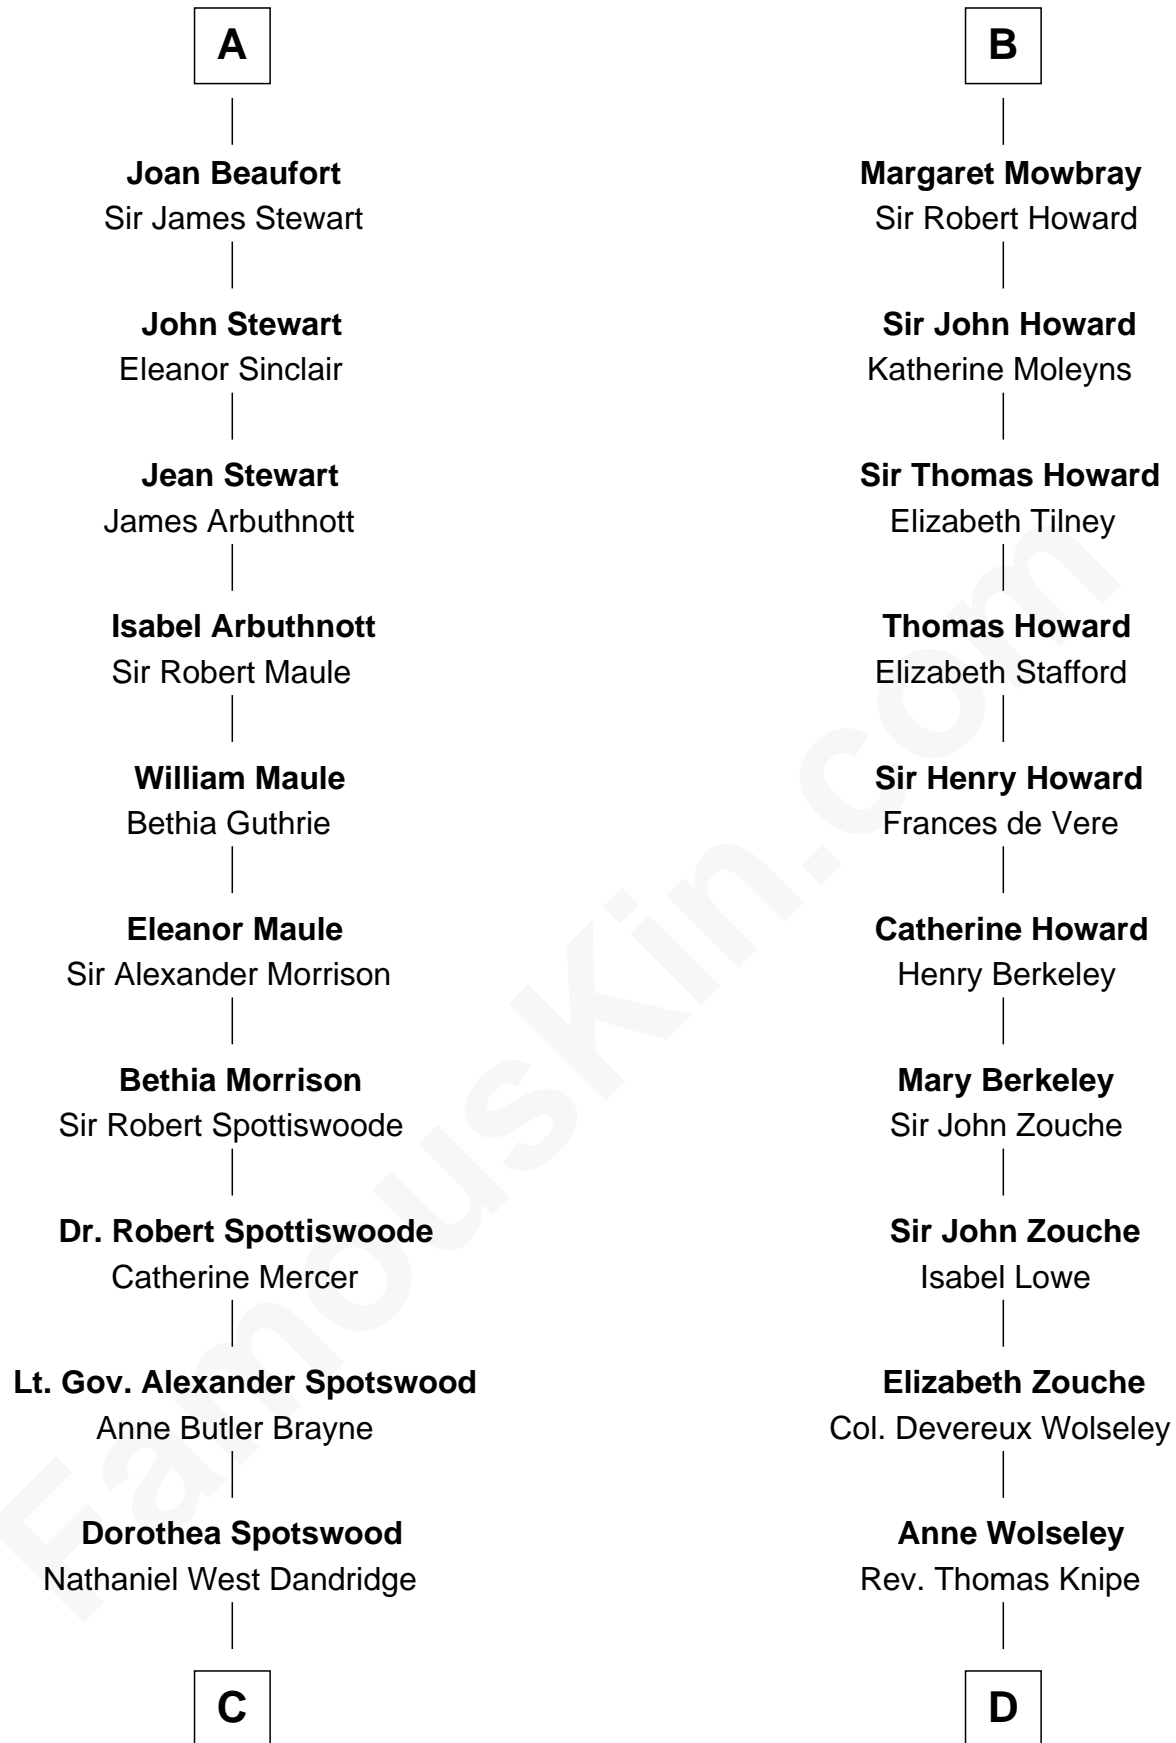 A
Joan Beaufort
Sir James Stewart
John Stewart
Eleanor Sinclair
Jean Stewart
James Arbuthnott
Isabel Arbuthnott
Sir Robert Maule
William Maule
Bethia Guthrie
Eleanor Maule
Sir Alexander Morrison
Bethia Morrison
Sir Robert Spottiswoode
Dr. Robert Spottiswoode
Catherine Mercer
Lt. Gov. Alexander Spotswood
Anne Butler Brayne
Dorothea Spotswood
Nathaniel West Dandridge
C
B
Margaret Mowbray
Sir Robert Howard
Sir John Howard
Katherine Moleyns
Sir Thomas Howard
Elizabeth Tilney
Thomas Howard
Elizabeth Stafford
Sir Henry Howard
Frances de Vere
Catherine Howard
Henry Berkeley
Mary Berkeley
Sir John Zouche
Sir John Zouche
Isabel Lowe
Elizabeth Zouche
Col. Devereux Wolseley
Anne Wolseley
Rev. Thomas Knipe
D
FamousKin.com